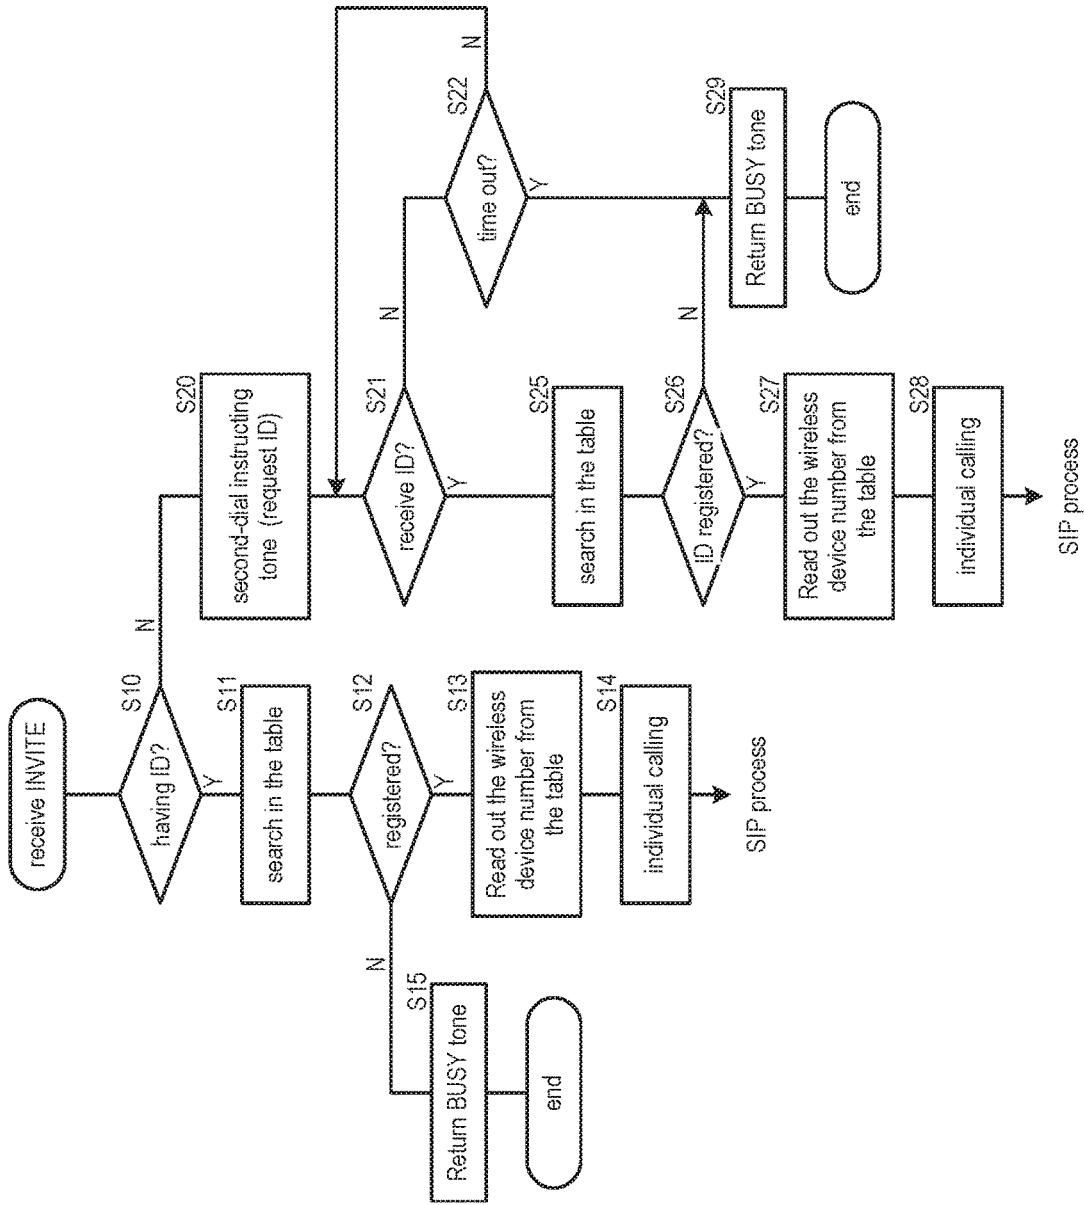 receive INVITE
S10
having ID?
N
Y
S11
search in the table
S12
registered?
N
Y
S13
Read out the wireless
device number from
the table
S14
individual calling
SIP process
S15
Return BUSY tone
end
S20
second-dial instructing
tone (request ID)
S21
receive ID?
N
Y
S22
time out?
N
Y
S25
search in the table
S26
ID registered?
N
Y
S27
Read out the wireless
device number from
the table
S28
individual calling
SIP process
S29
Return BUSY tone
end